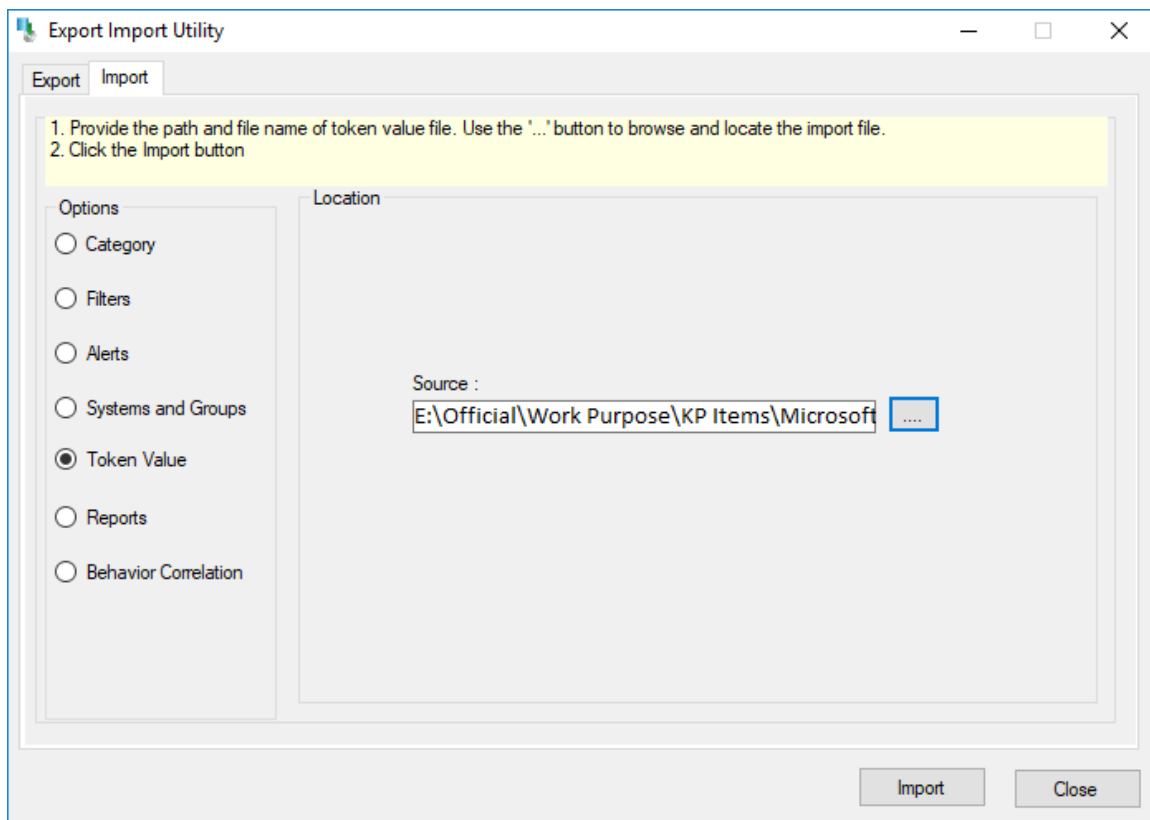 Export Import Utility
Export Import
1. Provide the path and file name of token value file. Use the '...' button to browse and locate the import file.
2. Click the Import button
Options
Location
Category
Filters
Alerts
Systems and Groups
Token Value
Reports
Behavior Correlation
Source :
E:\Official\Work Purpose\KP Items\Microsoft
....
Import Close